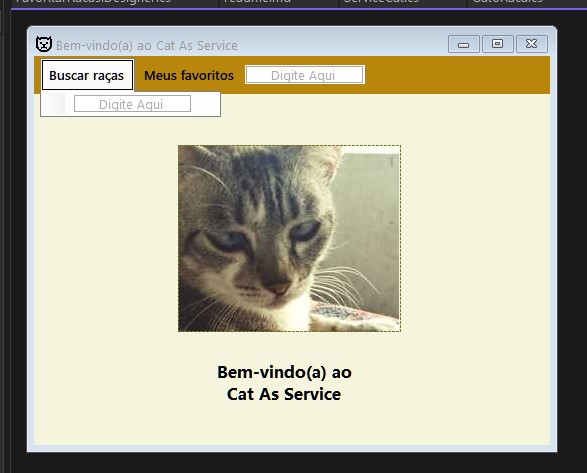 Bem-vindo(a) ao Cat As Service
Buscar raças Meus favoritos Digite Aqui
Digite Aqui
Bem-vindo(a) ao
Cat As Service